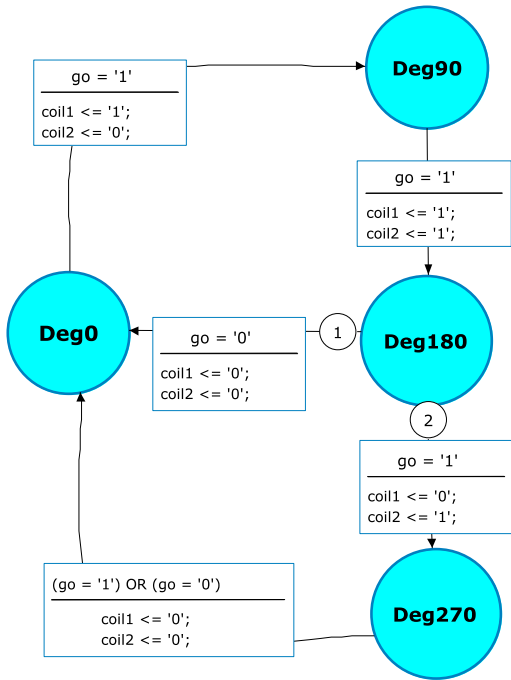 go = '1'
coil1 <= '1';
coil2 <= '0';
Deg90
go = '1'
coil1 <= '1';
coil2 <= '1';
Deg0
go = '0'
coil1 <= '0';
coil2 <= '0';
1
Deg180
2
go = '1'
coil1 <= '0';
coil2 <= '1';
(go = '1') OR (go = '0')
coil1 <= '0';
coil2 <= '0';
Deg270